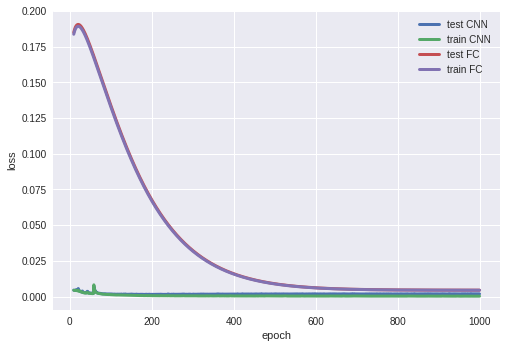 0.200
0.175
0.150
0.125
0.100
0.075
0.050
0.025
0.000
loss
0 200 400 600 800 1000
epoch
test CNN
train CNN
test FC
train FC